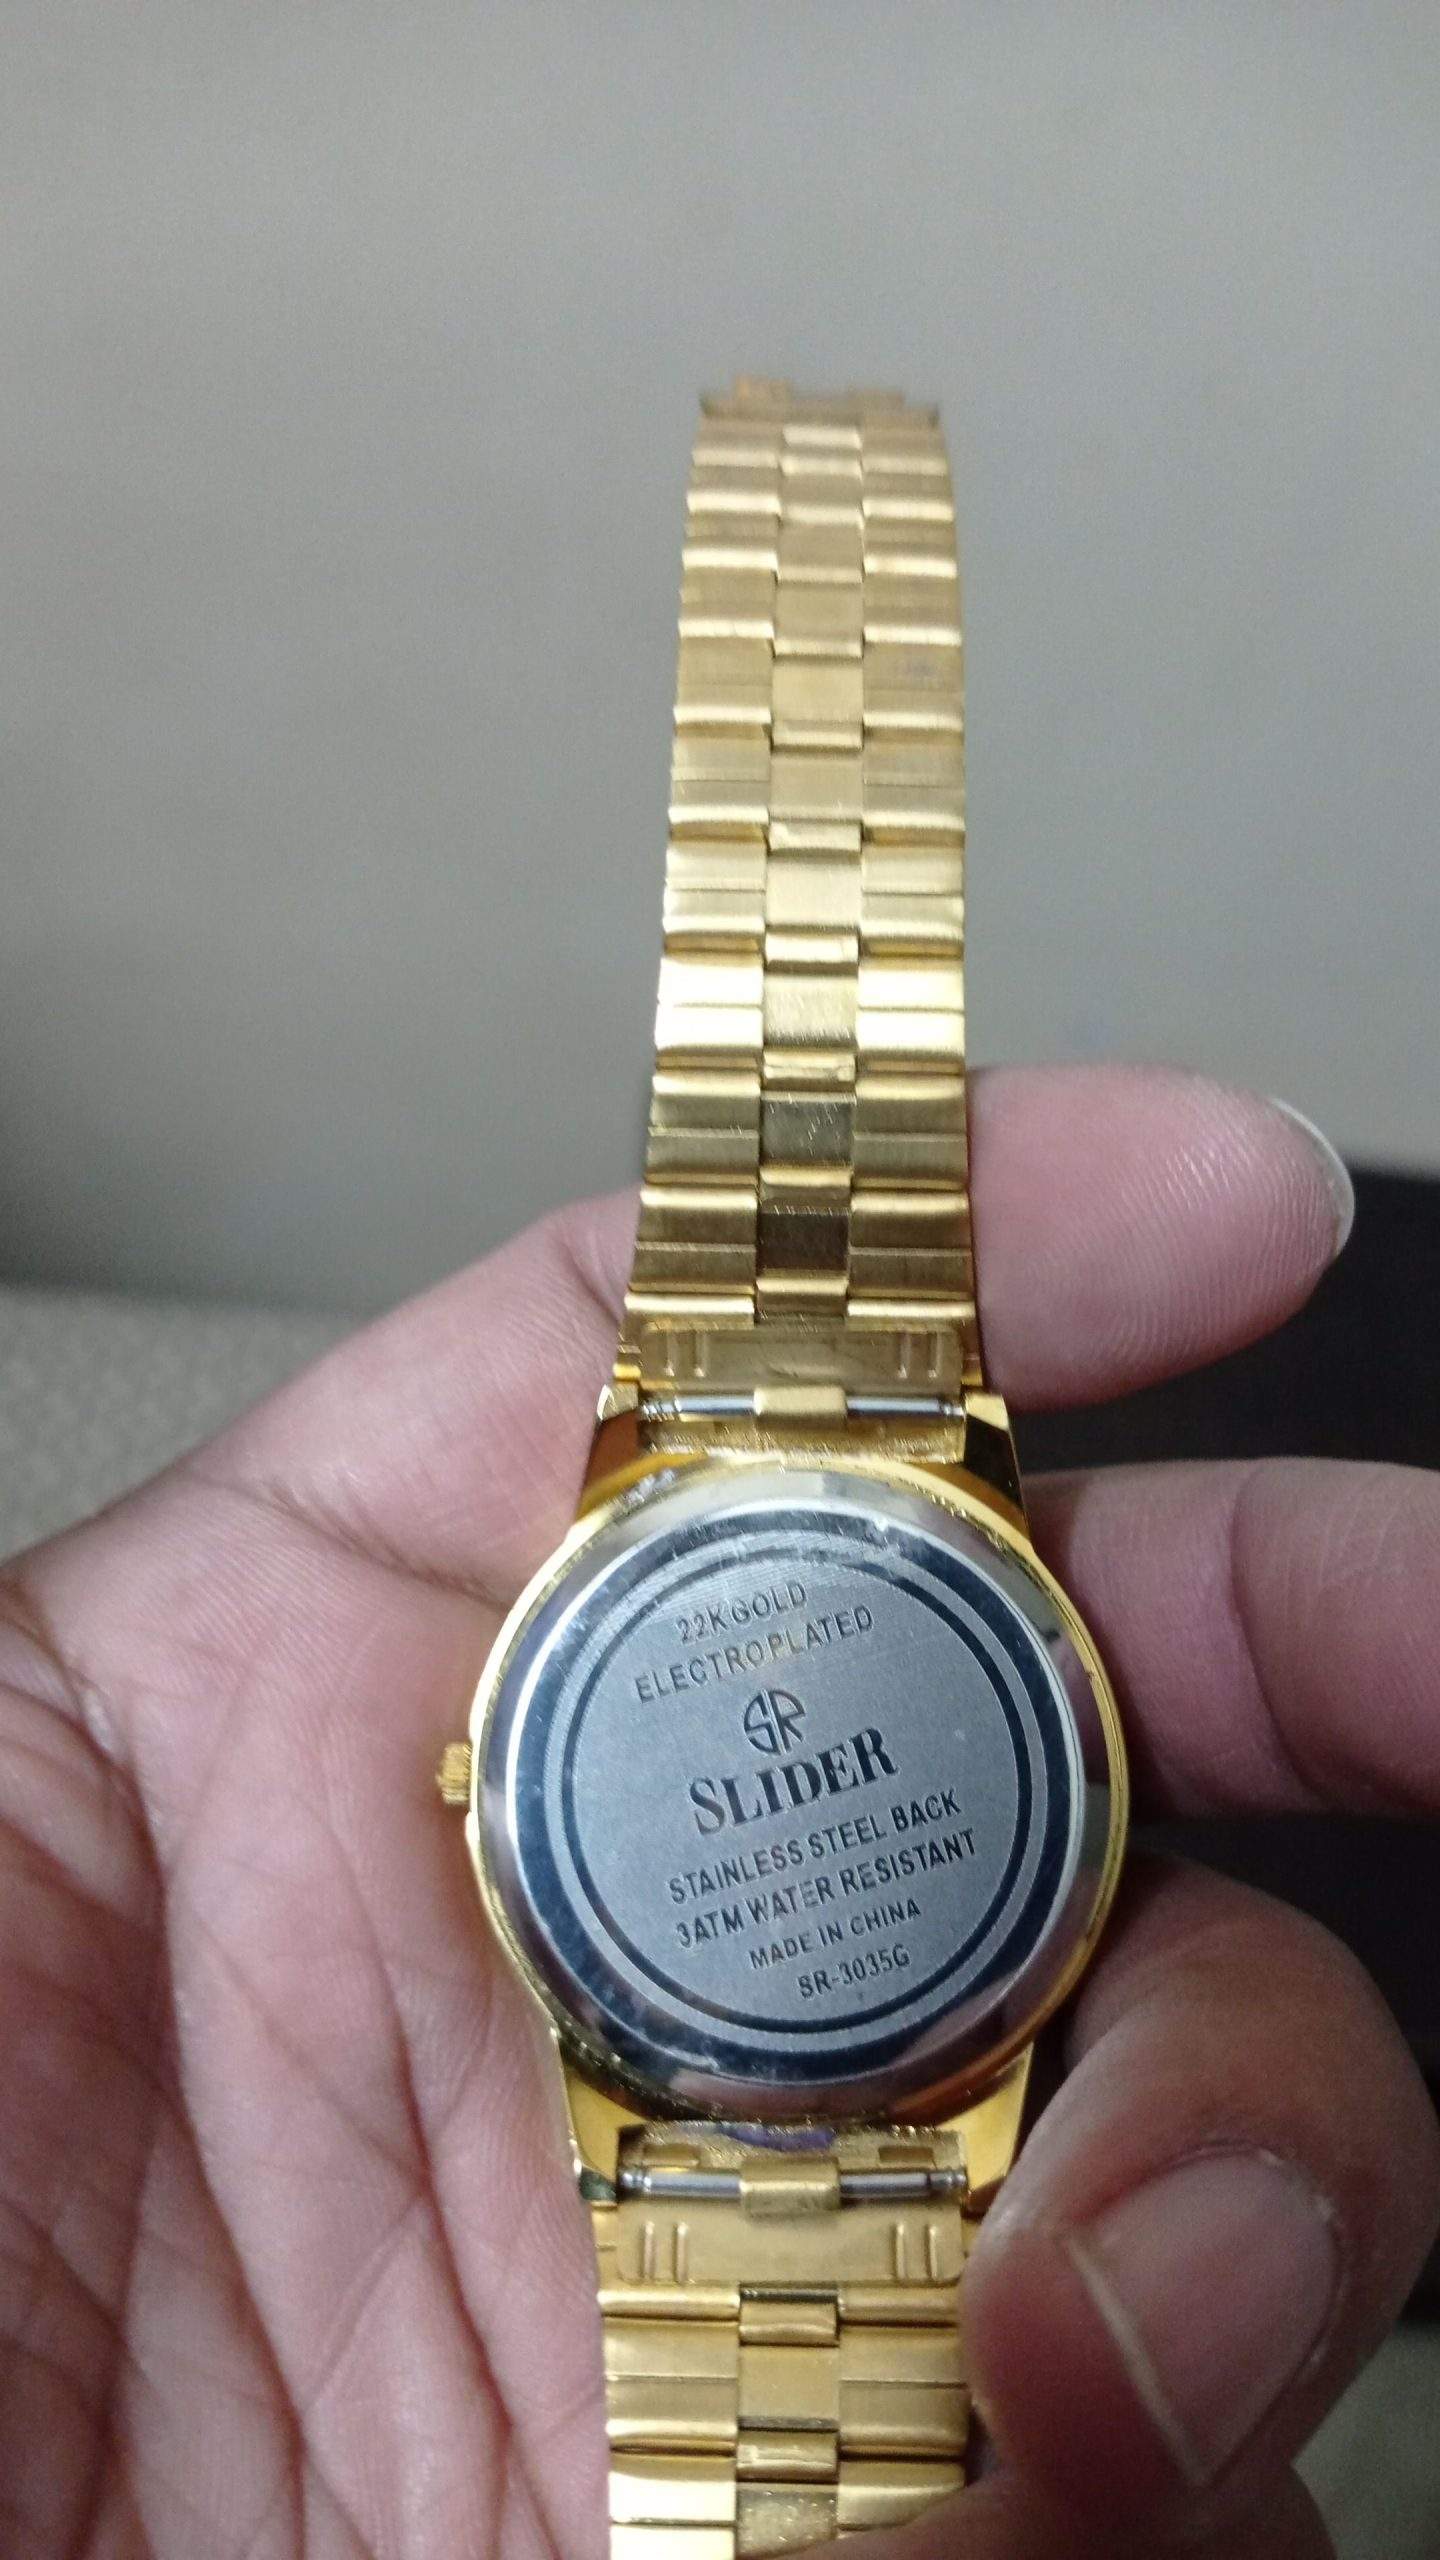 22K GOLD
ELECTROPLATED
SR
SLIDER
STAINLESS STEEL BACK
3ATM WATER RESISTANT
MADE IN CHINA
SR-3035G